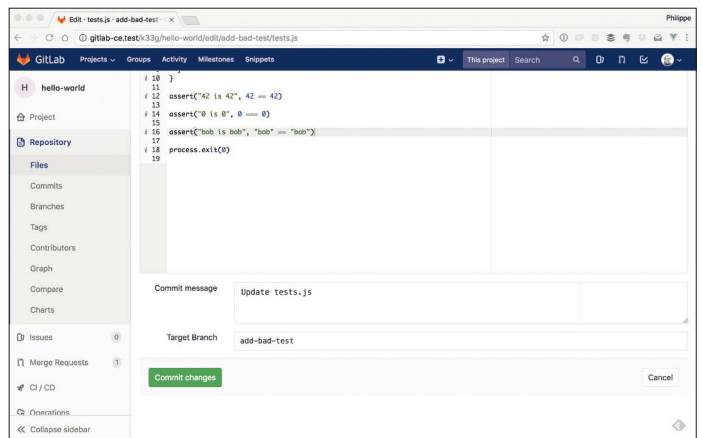 Edit · tests.js · add-bad-test ·
Philippe
gitlab-ce.test/k33g/hello-world/edit/add-bad-test/tests.js
GitLab Projects Groups Activity Milestones Snippets This project Search
H hello-world
Project
Repository
Files
Commits
Branches
Tags
Contributors
Graph
Compare
Charts
Issues 0
Merge Requests 1
CI / CD
Operations
Collapse sidebar
i 10 }
11
i 12 assert("42 is 42", 42 == 42)
13
i 14 assert("0 is 0", 0 === 0)
15
i 16 assert("bob is bob", "bob" == "bob")
17
i 18 process.exit(0)
19
Commit message
Update tests.js
Target Branch
add-bad-test
Commit changes
Cancel